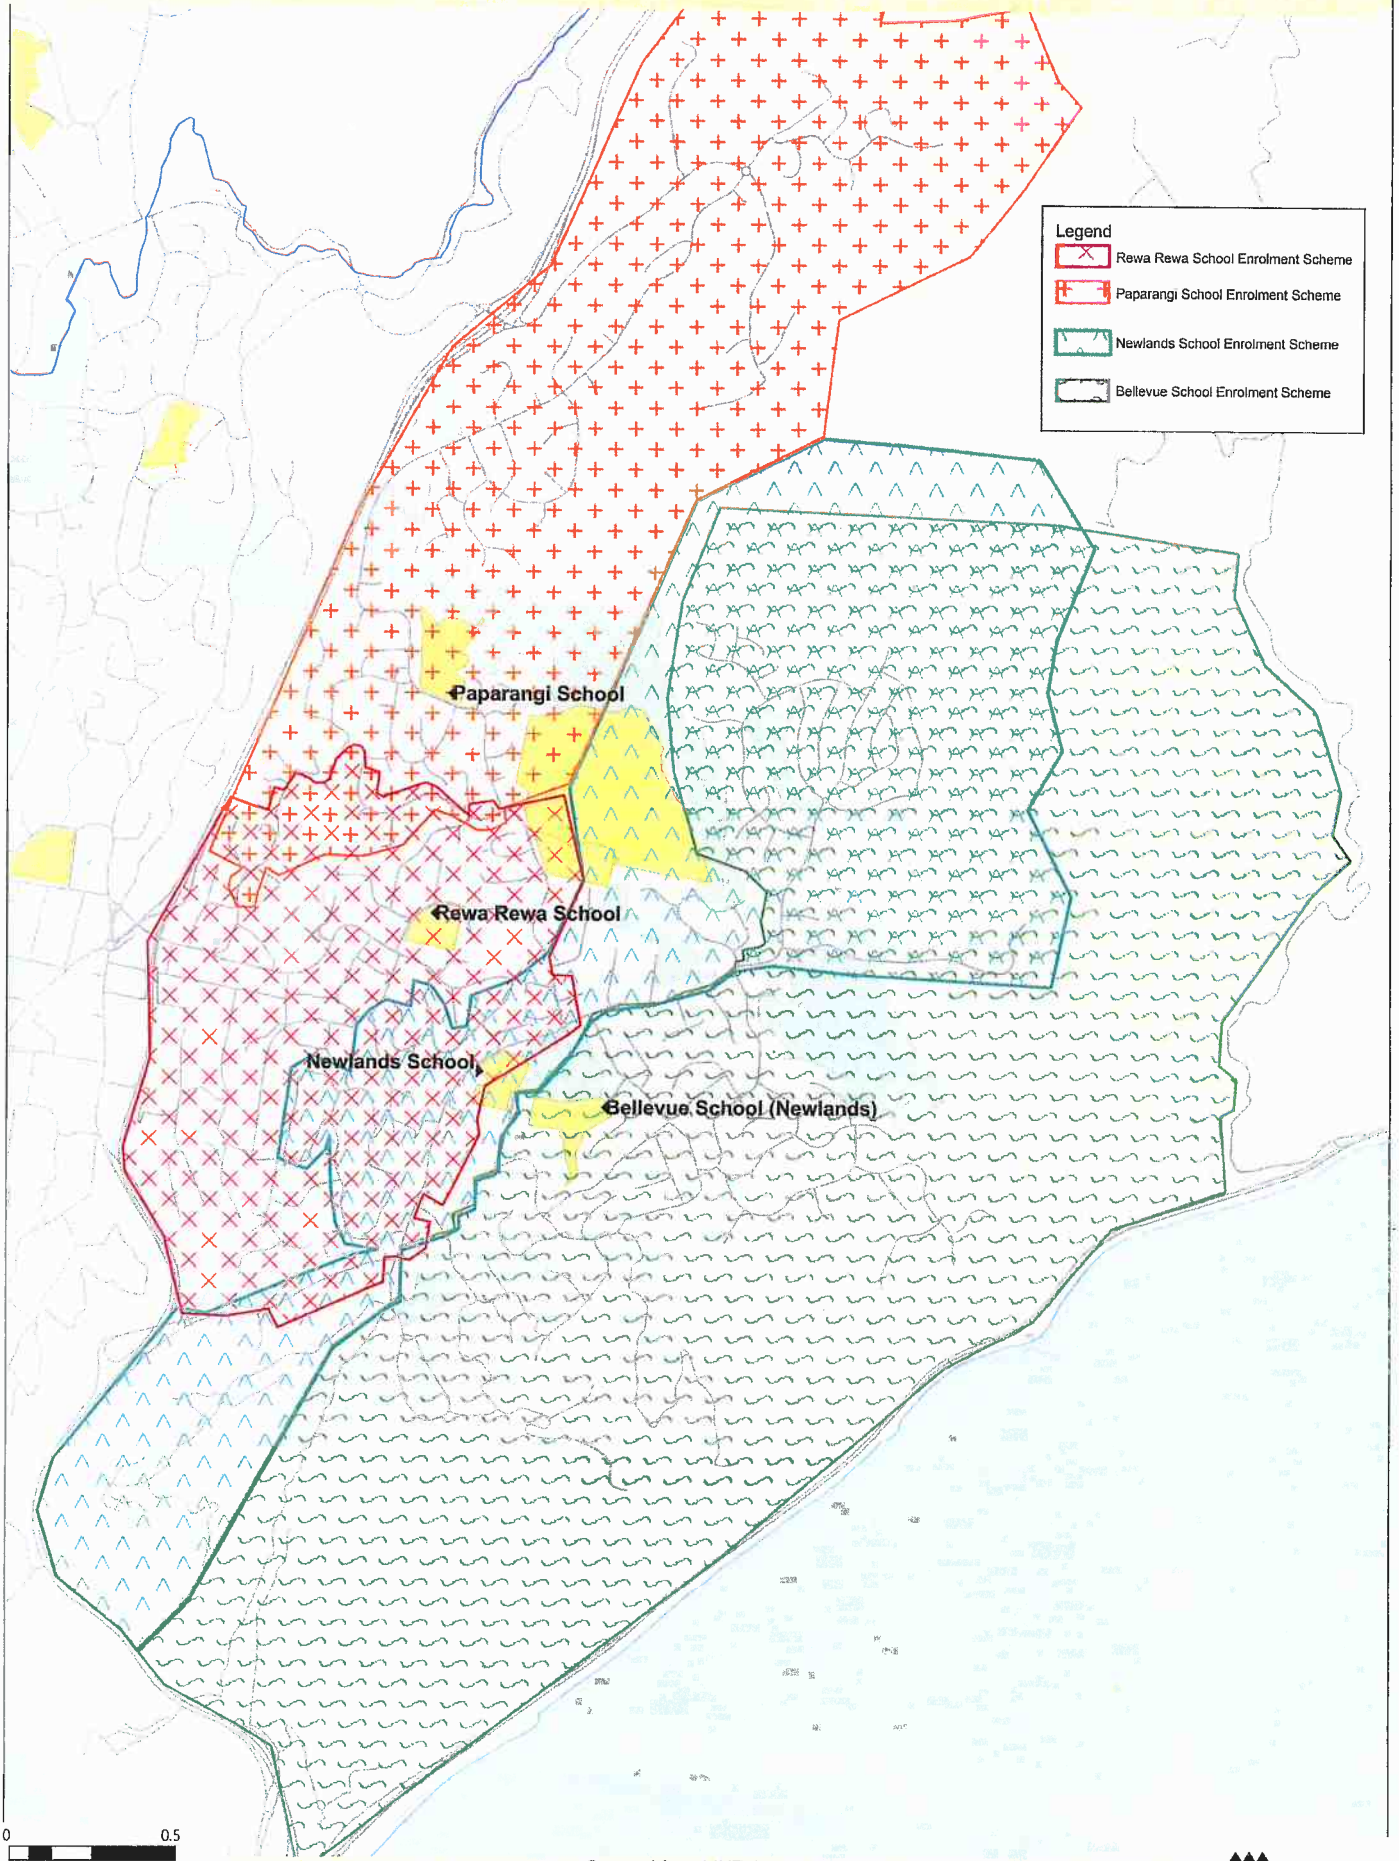 Legend
Rewa Rewa School Enrolment Scheme
Paparangi School Enrolment Scheme
Newlands School Enrolment Scheme
Bellevue School Enrolment Scheme
Paparangi School
Rewa Rewa School
Newlands School
Bellevue School (Newlands)
0 0.5